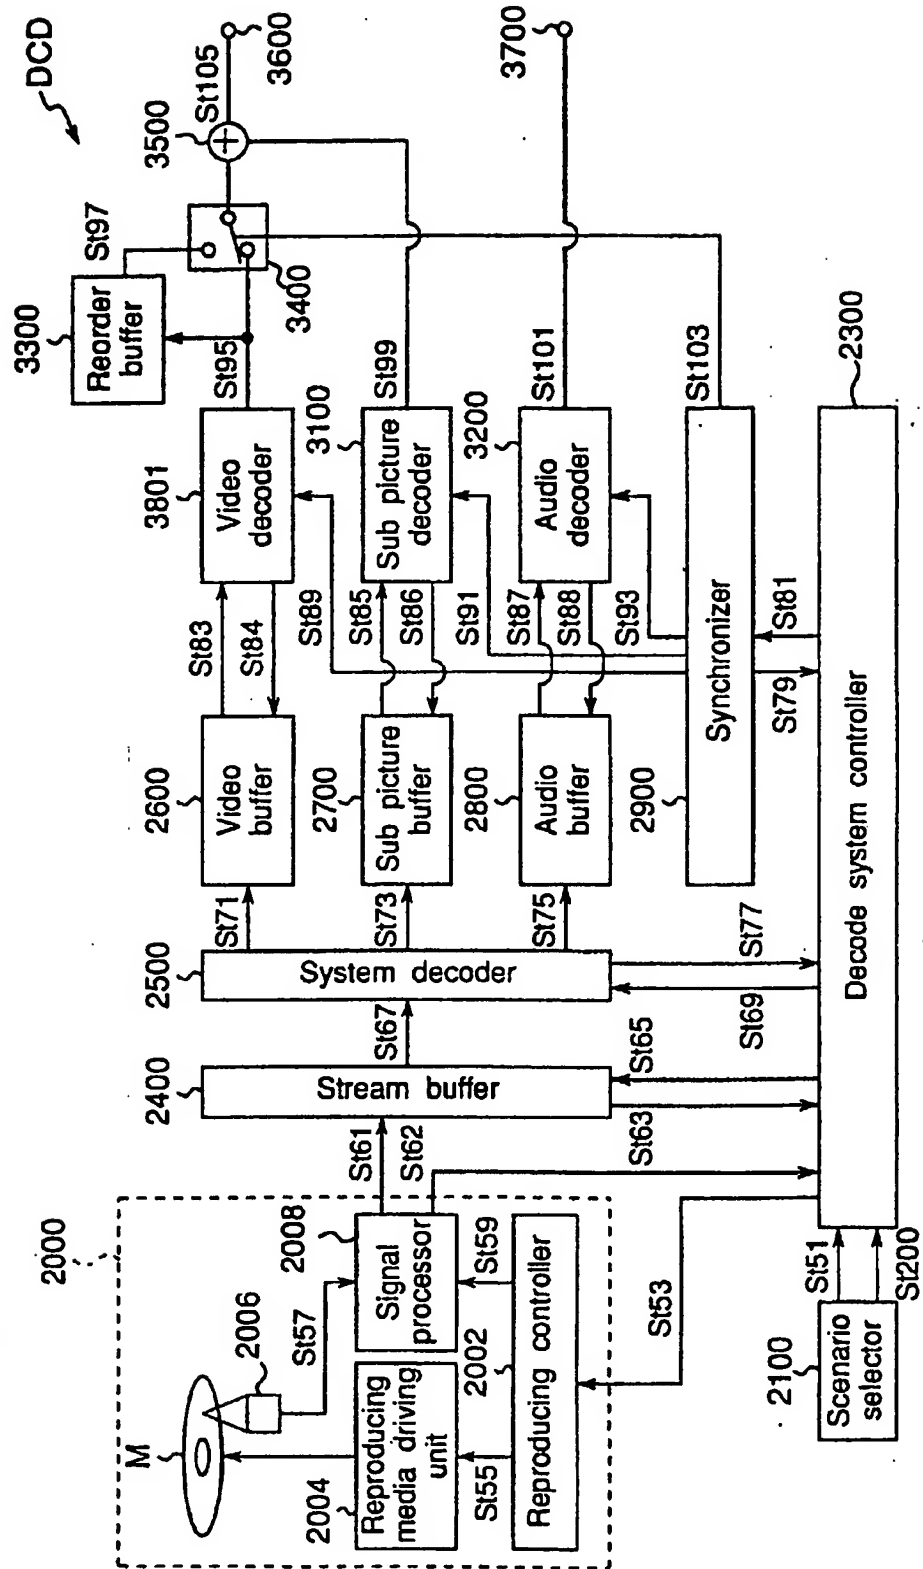 DCD
2000
M
2006
St57
2004
Reproducing
media driving
unit
2008
Signal
processor
St55
2002
St59
Reproducing controller
St53
2100
Scenario
selector
St51
St200
St61
St62
2400
Stream buffer
St63
St65
St67
2500
System decoder
St69
St77
St71
St73
St75
2600
Video
buffer
2700
Sub picture
buffer
2800
Audio
buffer
2900
Synchronizer
St79
St81
St83
St84
St89
St85
St86
St91
St87
St88
St93
3801
Video
decoder
3100
Sub picture
decoder
3200
Audio
decoder
St95
St99
St101
St103
3300
Reorder
buffer
St97
3400
3500
St105
3600
3700
2300
Decode system controller